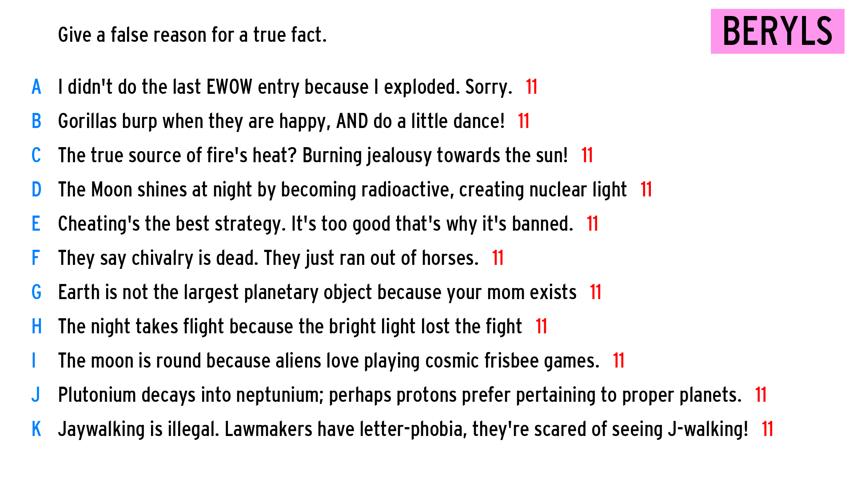 Give a false reason for a true fact.
BERYLS
A I didn't do the last EWOW entry because I exploded. Sorry. 11
B Gorillas burp when they are happy, AND do a little dance! 11
C The true source of fire's heat? Burning jealousy towards the sun! 11
D The Moon shines at night by becoming radioactive, creating nuclear light 11
E Cheating's the best strategy. It's too good that's why it's banned. 11
F They say chivalry is dead. They just ran out of horses. 11
G Earth is not the largest planetary object because your mom exists 11
H The night takes flight because the bright light lost the fight 11
I The moon is round because aliens love playing cosmic frisbee games. 11
J Plutonium decays into neptunium; perhaps protons prefer pertaining to proper planets. 11
K Jaywalking is illegal. Lawmakers have letter-phobia, they're scared of seeing J-walking! 11